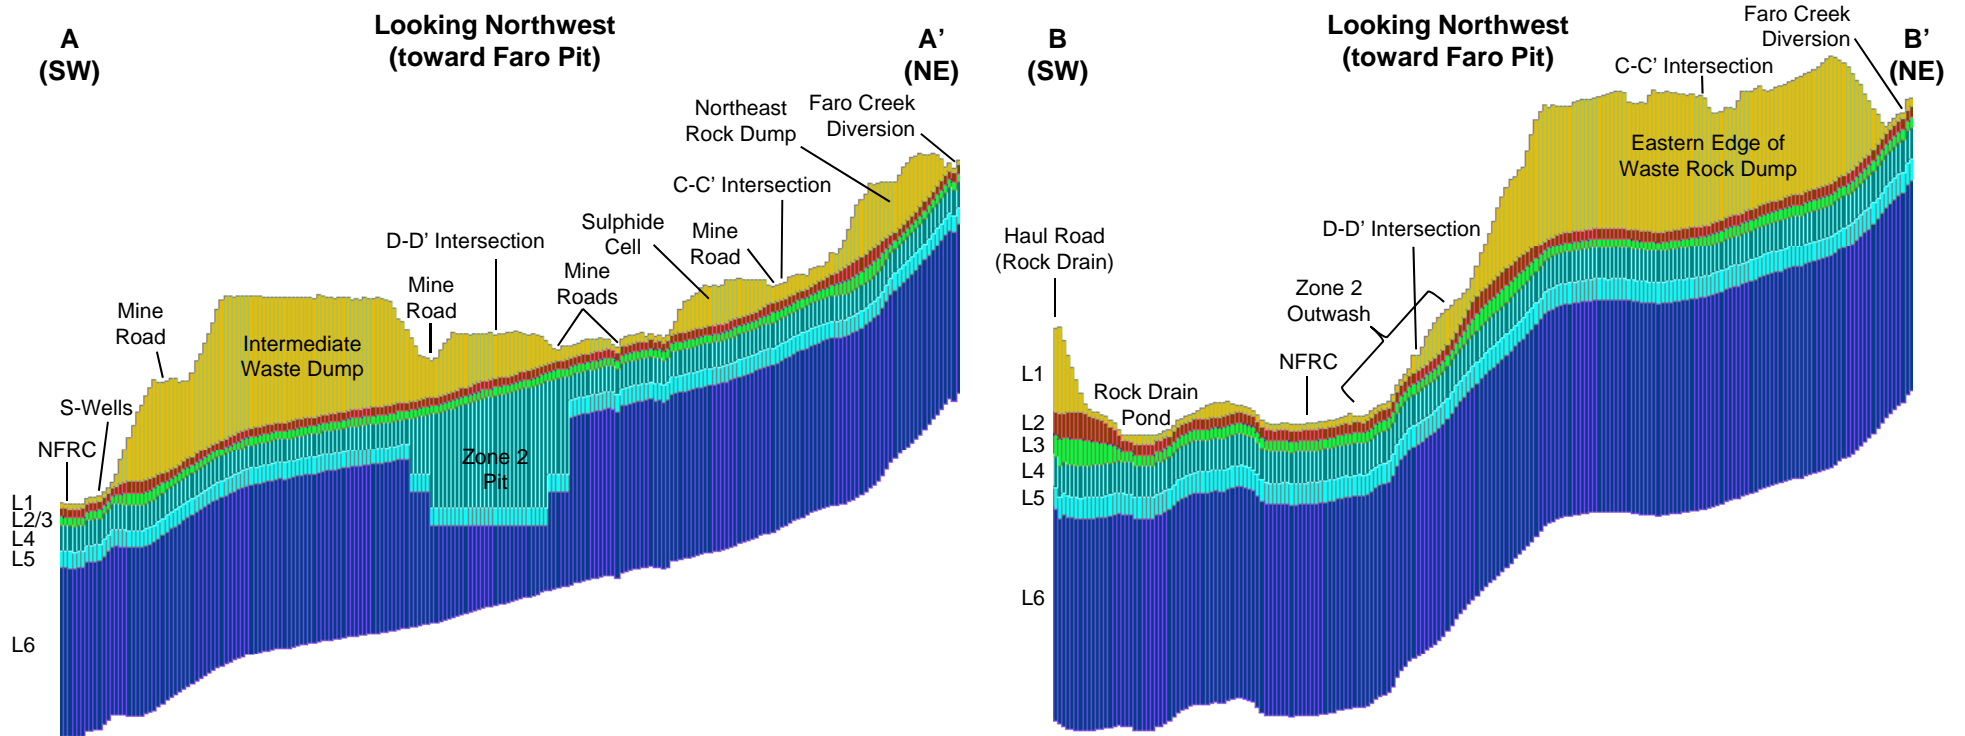 Looking Northwest
(toward Faro Pit)
A
(SW)
A’
(NE)
Northeast
Rock Dump
Faro Creek
Diversion
C-C’ Intersection
Sulphide
Cell
Mine
Road
D-D’ Intersection
Mine
Roads
Mine
Road
Mine
Road
Intermediate
Waste Dump
S-Wells
NFRC
Zone 2
Pit
L1
L2/3
L4
L5
L6
Looking Northwest
(toward Faro Pit)
B
(SW)
Faro Creek
Diversion
B’
(NE)
C-C’ Intersection
Eastern Edge of
Waste Rock Dump
D-D’ Intersection
Haul Road
(Rock Drain)
Zone 2
Outwash
NFRC
Rock Drain
Pond
L1
L2
L3
L4
L5
L6